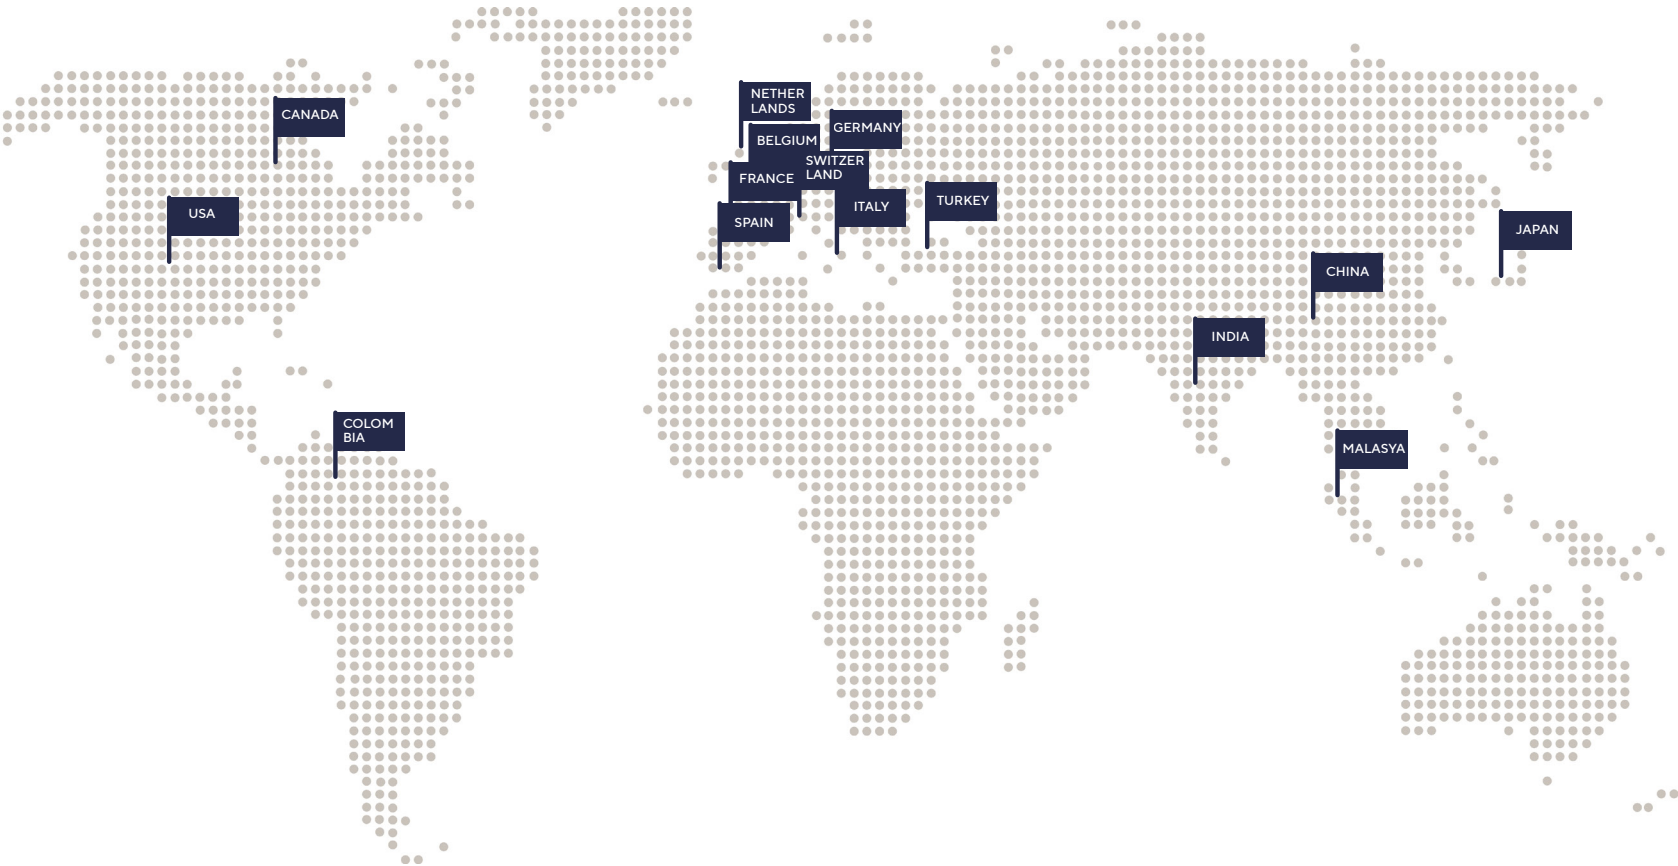 NETHER
LANDS
CANADA
GERMANY
BELGIUM
SWITZER
LAND
FRANCE
TURKEY
ITALY
USA
SPAIN
JAPAN
CHINA
INDIA
COLOM
BIA
MALASYA